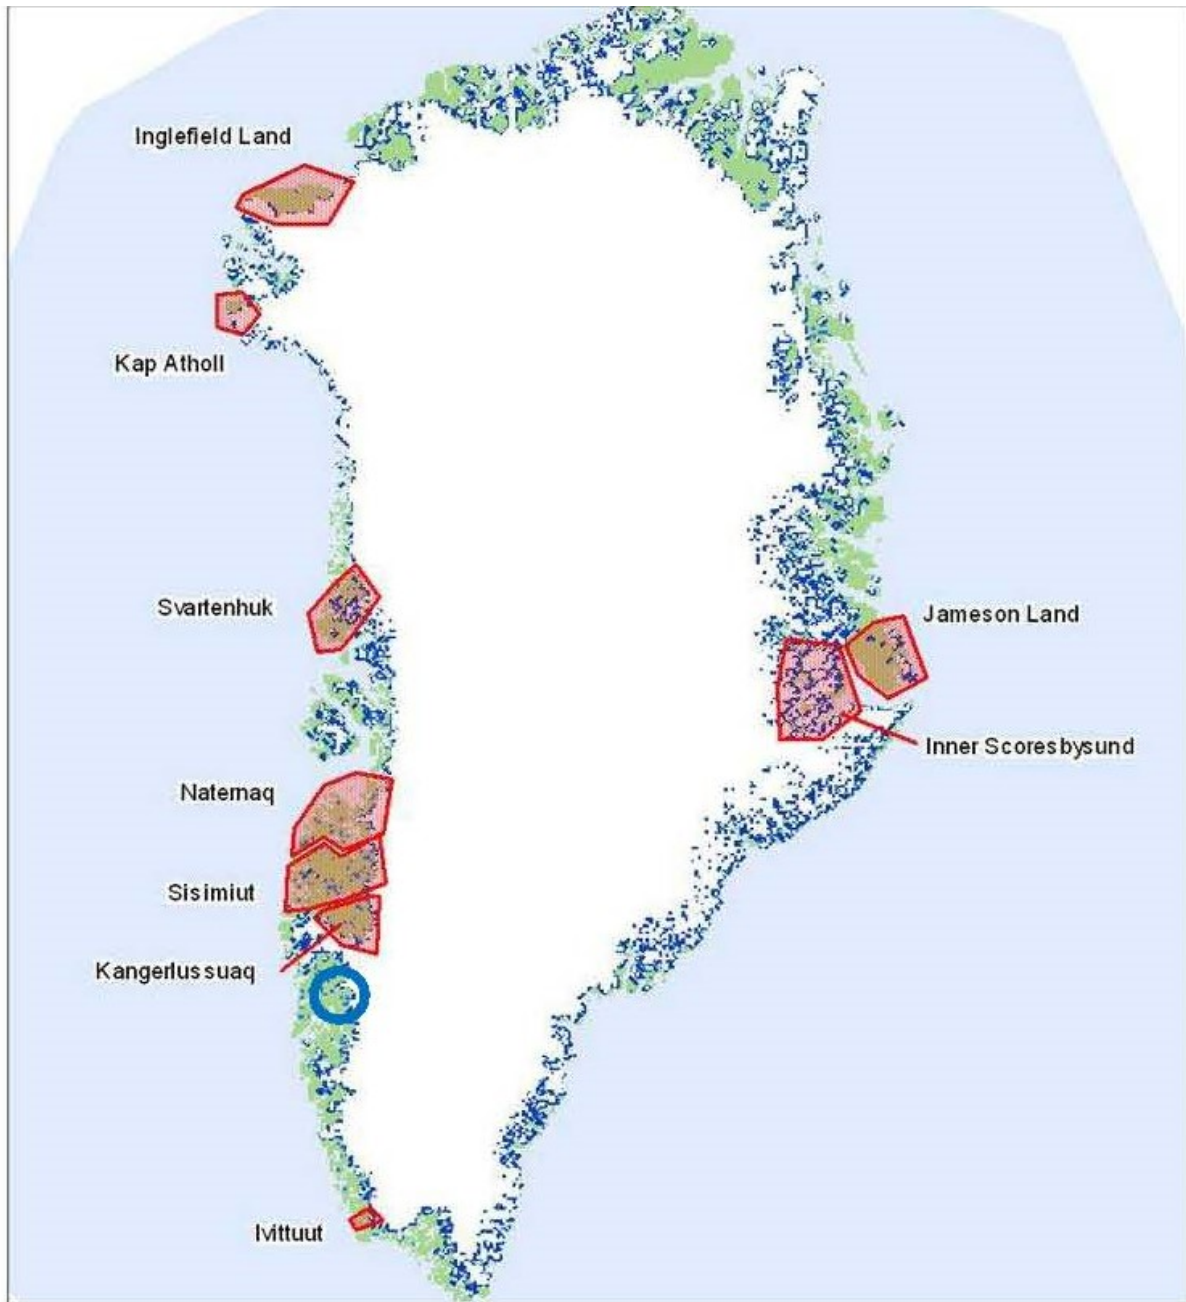 Inglefield Land
Kap Atholl
Svartenhuk
Jameson Land
Inner Scoresbysund
Naternaq
Sisimiut
Kangerlussuaq
Ivittuut